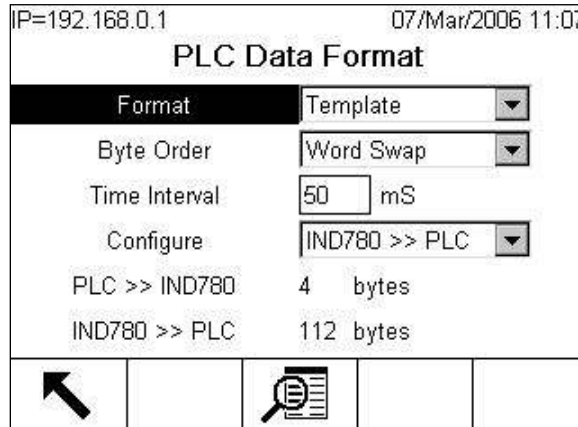 IP=192.168.0.1 07/Mar/2006 11:07
PLC Data Format
Format Template
Byte Order Word Swap
Time Interval 50 mS
Configure IND780 >> PLC
PLC >> IND780 4 bytes
IND780 >> PLC 112 bytes